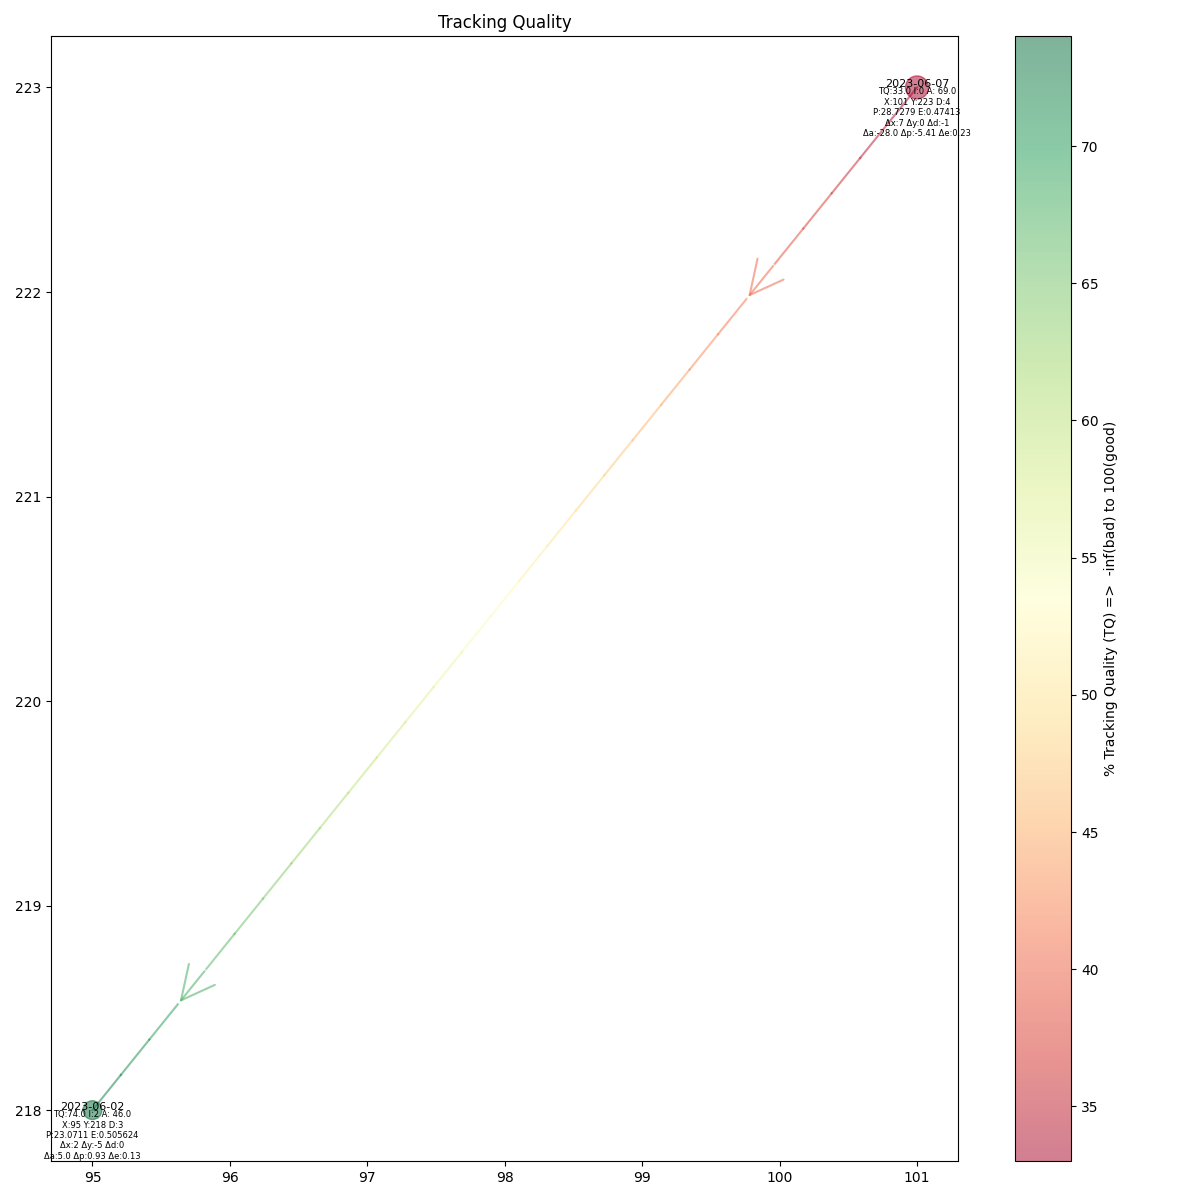 Tracking Quality
223
222
221
220
219
218
95
96
97
98
99
100
101
2023-06-07
TQ:33.0 I:0 A: 69.0
X:101 Y:223 D:4
P:28.7279 E:0.47413
Δx:7 Δy:0 Δd:-1
Δa:-28.0 Δp:-5.41 Δe:0.23
2023-06-02
TQ:74.0 I:2 A: 46.0
X:95 Y:218 D:3
P:23.0711 E:0.505624
Δx:2 Δy:-5 Δd:0
Δa:5.0 Δp:0.93 Δe:0.13
70
65
60
55
50
45
40
35
% Tracking Quality (TQ) => -inf(bad) to 100(good)